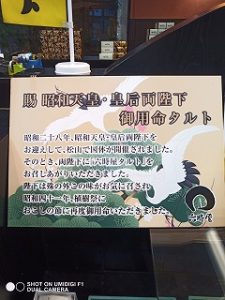 賜 昭和天皇・皇后両陛下
御用命タルト
昭和二十八年、昭和天皇・皇后両陛下を
お迎えして、松山で国体が開催されました。
そのとき、両陛下に「六時屋タルト」を
お召しあがりいただきました。
陛下は殊の外その味がお気に召され
昭和四十一年、植樹祭に
おこしの節に再度御用命いただきました。
六時屋
SHOT ON UMIDIGI F1
DUAL CAMERA